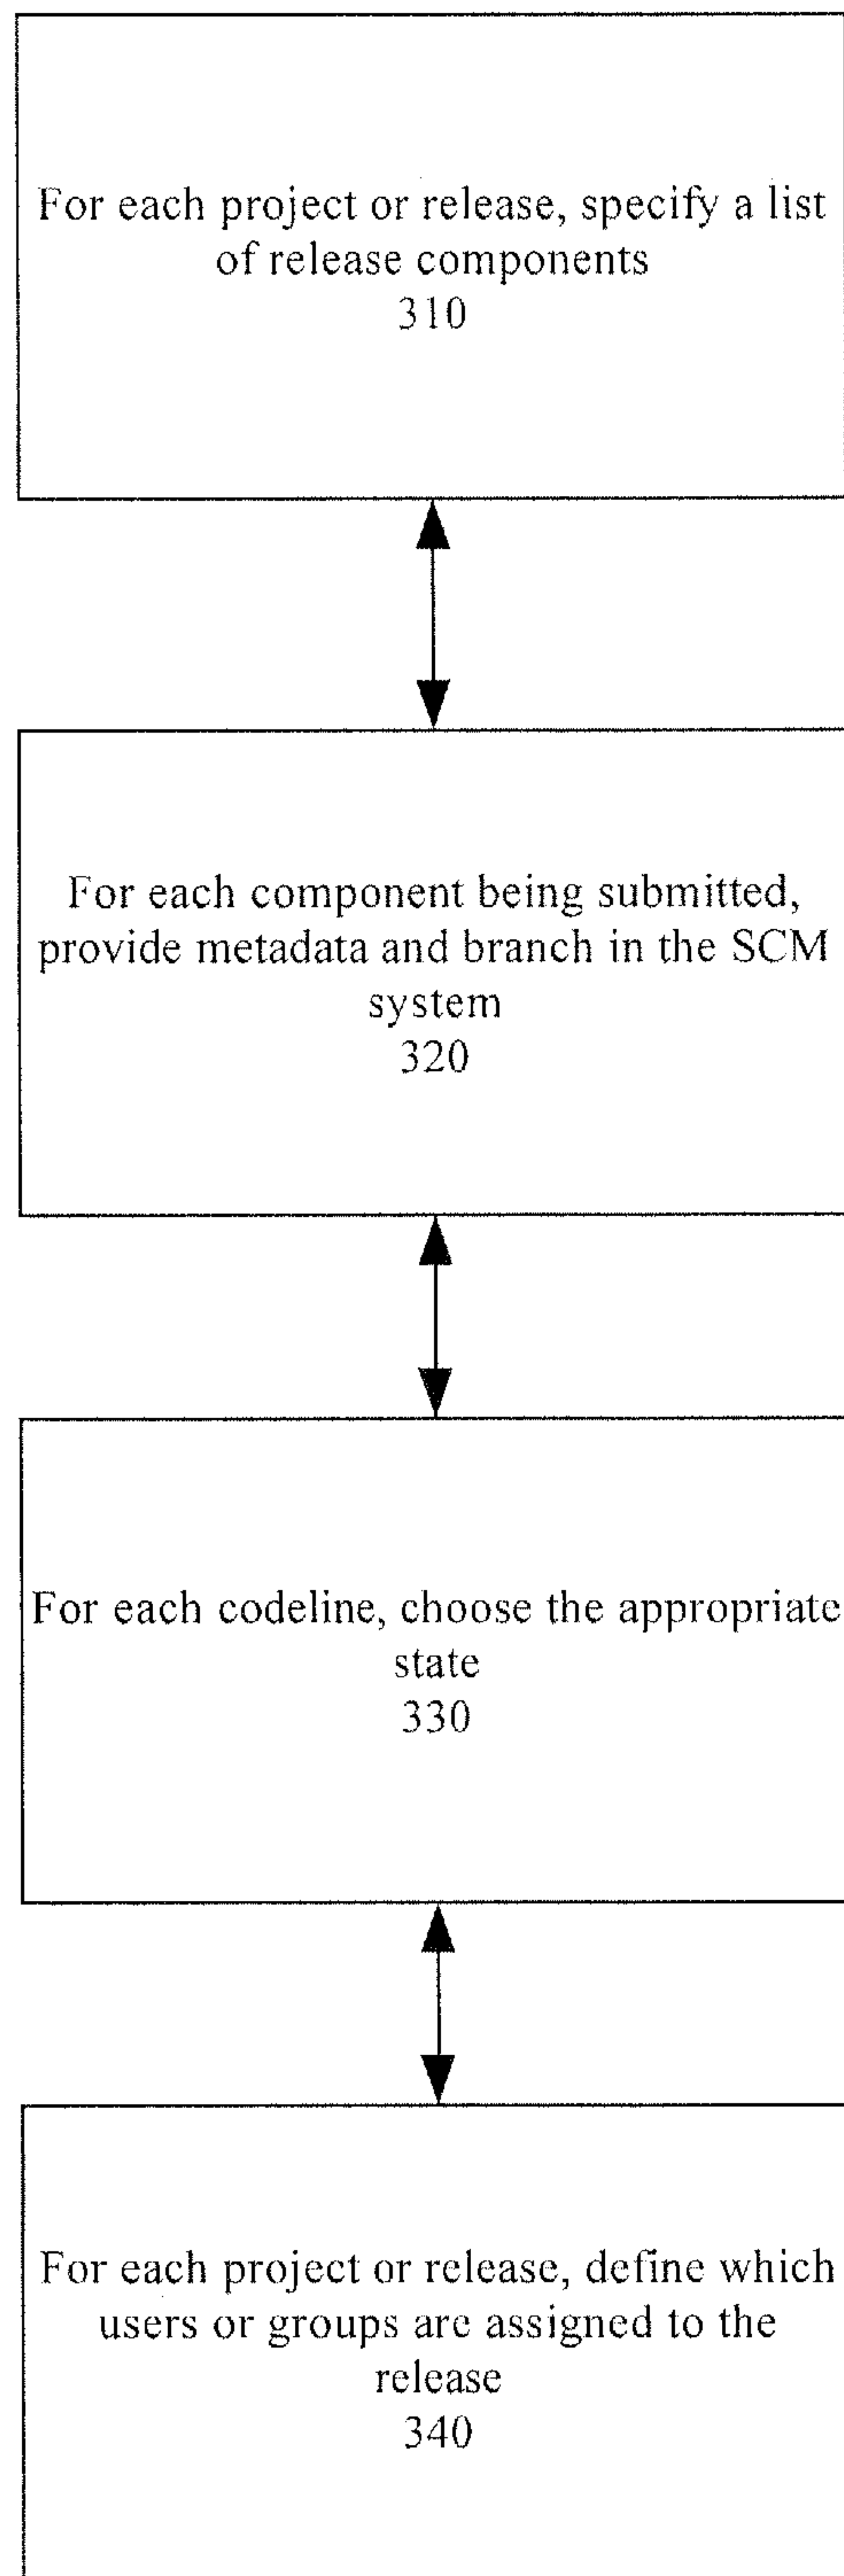 For each project or release, specify a list
of release components
310
For each component being submitted,
provide metadata and branch in the SCM
system
320
For each codeline, choose the appropriate
state
330
For each project or release, define which
users or groups are assigned to the
release
340